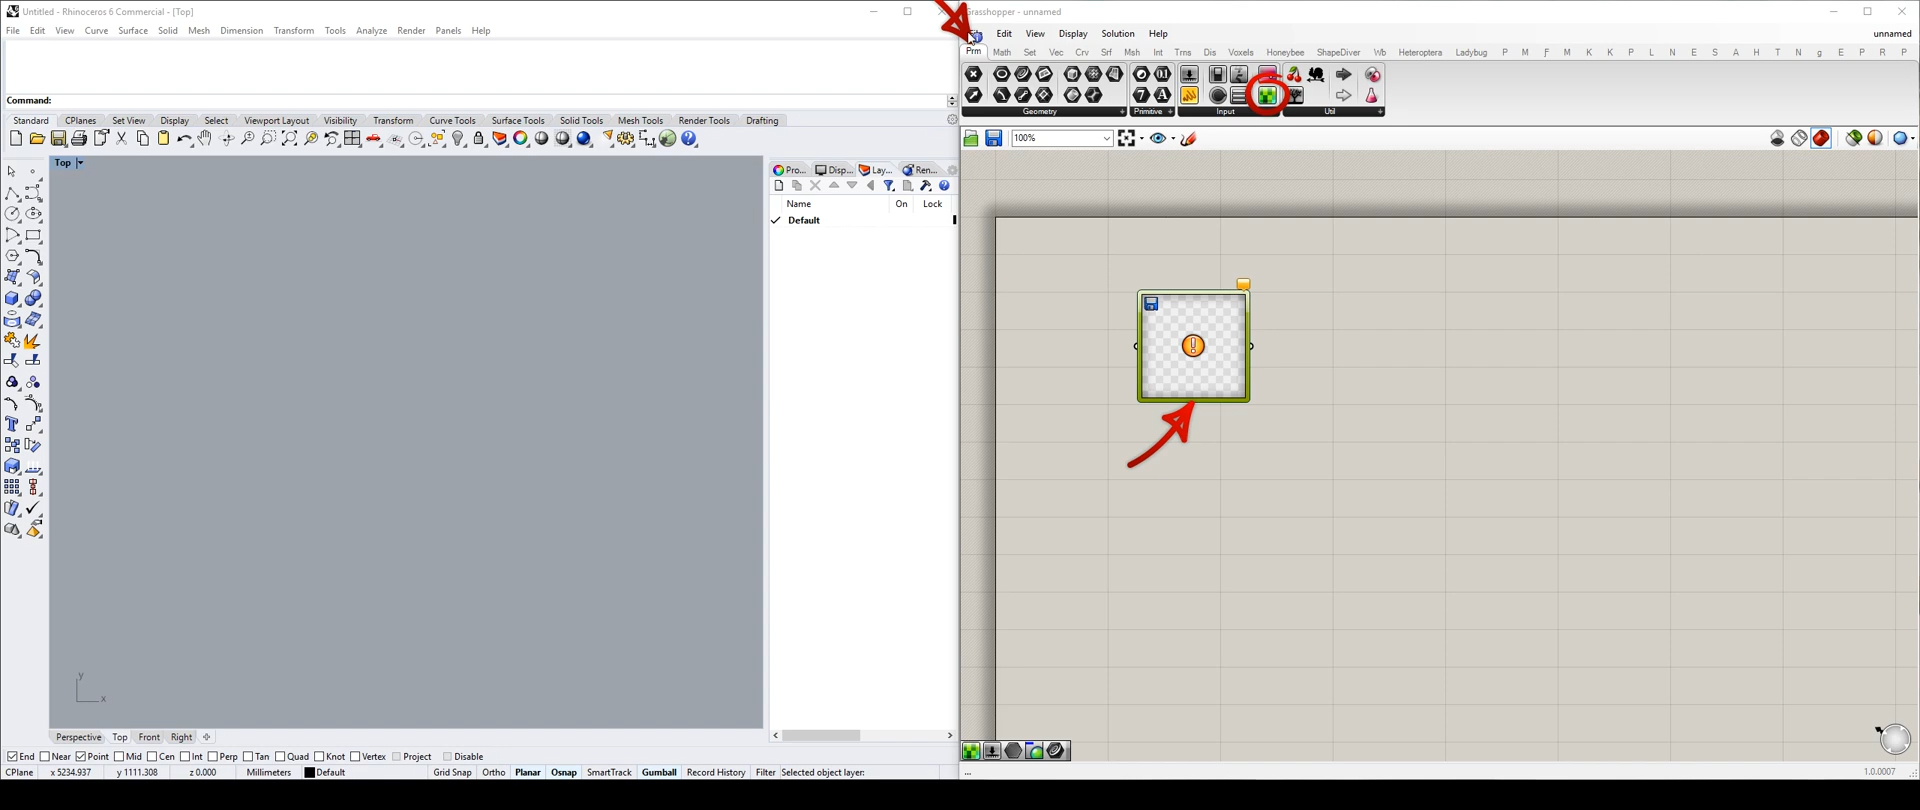 Untitled - Rhinoceros 6 Commercial - [Top]
File Edit View Curve Surface Solid Mesh Dimension Transform Tools Analyze Render Panels Help
Command:
Standard CPlanes Set View Display Select Viewport Layout Visibility Transform Curve Tools Surface Tools Solid Tools Mesh Tools Render Tools Drafting
Top
Pro... Disp... Lay... Ren...
Name On Lock
Default
y
x
Perspective Top Front Right
End Near Point Mid Cen Int Perp Tan Quad Knot Vertex Project Disable
CPlane x 5234.937 y 1111.308 z 0.000 Millimeters Default Grid Snap Ortho Planar Osnap SmartTrack Gumball Record History Filter Selected object layer:
Grasshopper - unnamed
Edit View Display Solution Help unnamed
Prm Math Set Vec Crv Srf Msh Int Trns Dis Voxels Honeybee ShapeDiver Wb Heteroptera Ladybug P M F M K K P L E S A H T N g E P R P
Geometry Primitive Input Util
100%
...
1.0.0007